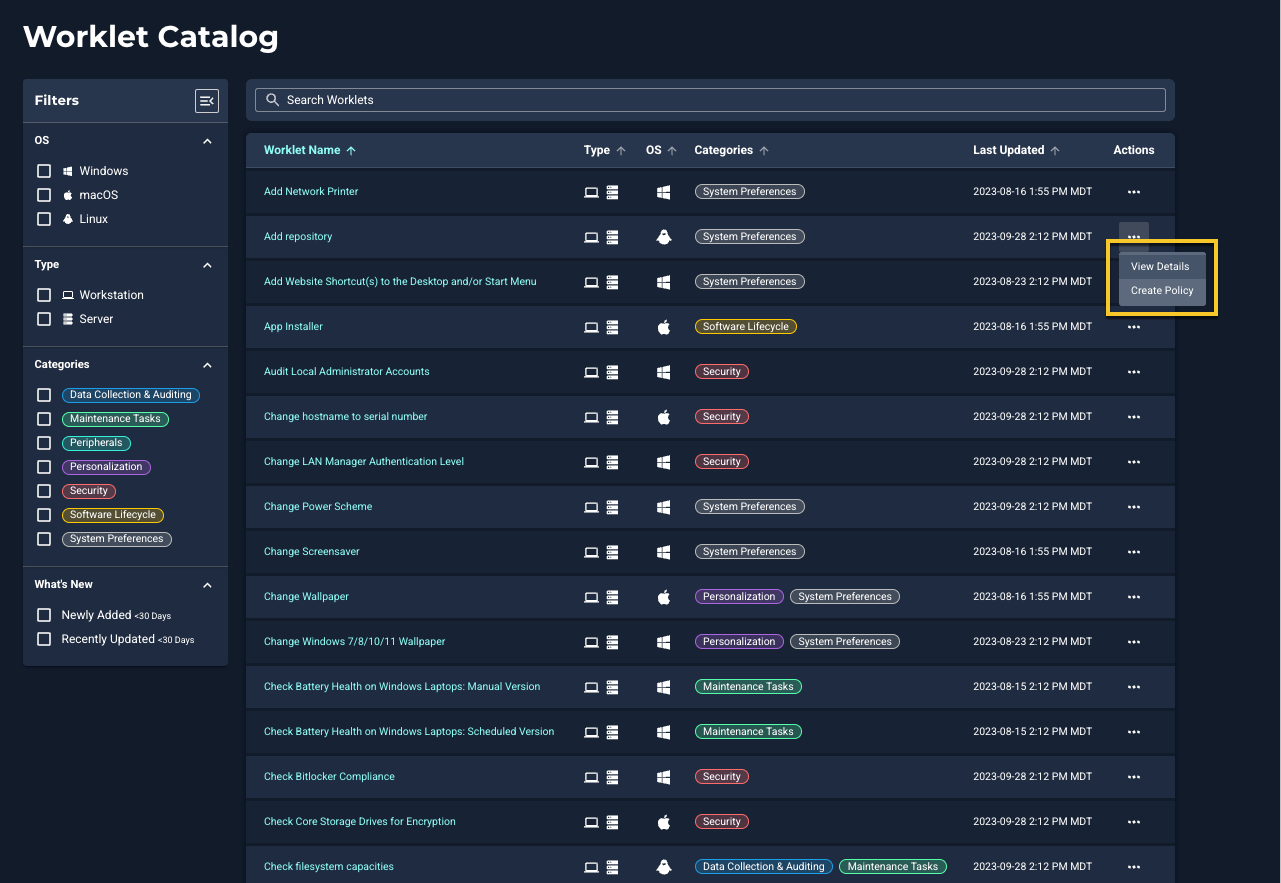 Worklet Catalog
Filters
OS
Windows
macOS
Linux
Type
Workstation
Server
Categories
Data Collection & Auditing
Maintenance Tasks
Peripherals
Personalization
Security
Software Lifecycle
System Preferences
What's New
Newly Added <30 Days
Recently Updated <30 Days
Search Worklets
Worklet Name Type OS Categories Last Updated Actions
Add Network Printer System Preferences 2023-08-16 1:55 PM MDT
Add repository System Preferences 2023-09-28 2:12 PM MDT
View Details
Create Policy
Add Website Shortcut(s) to the Desktop and/or Start Menu System Preferences 2023-08-23 2:12 PM MDT
App Installer Software Lifecycle 2023-08-16 1:55 PM MDT
Audit Local Administrator Accounts Security 2023-09-28 2:12 PM MDT
Change hostname to serial number Security 2023-09-28 2:12 PM MDT
Change LAN Manager Authentication Level Security 2023-09-28 2:12 PM MDT
Change Power Scheme System Preferences 2023-09-28 2:12 PM MDT
Change Screensaver System Preferences 2023-08-16 1:55 PM MDT
Change Wallpaper Personalization System Preferences 2023-08-16 1:55 PM MDT
Change Windows 7/8/10/11 Wallpaper Personalization System Preferences 2023-08-23 2:12 PM MDT
Check Battery Health on Windows Laptops: Manual Version Maintenance Tasks 2023-08-15 2:12 PM MDT
Check Battery Health on Windows Laptops: Scheduled Version Maintenance Tasks 2023-08-15 2:12 PM MDT
Check Bitlocker Compliance Security 2023-09-28 2:12 PM MDT
Check Core Storage Drives for Encryption Security 2023-09-28 2:12 PM MDT
Check filesystem capacities Data Collection & Auditing Maintenance Tasks 2023-09-28 2:12 PM MDT